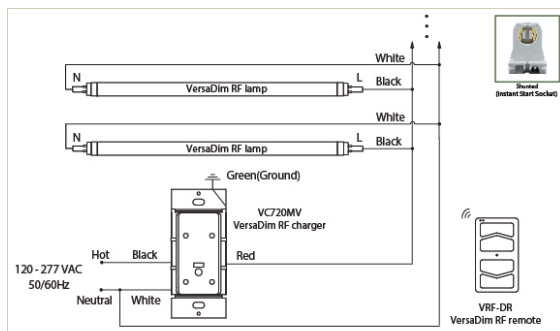 White
N
L
Black
VersaDim RF lamp
White
N
L
Black
VersaDim RF lamp
Green(Ground)
VC720MV
VersaDim RF charger
Hot
Black
Red
120 - 277 VAC
50/60Hz
Neutral
White
Shunted
(Instant Start Socket)
VRF-DR
VersaDim RF remote